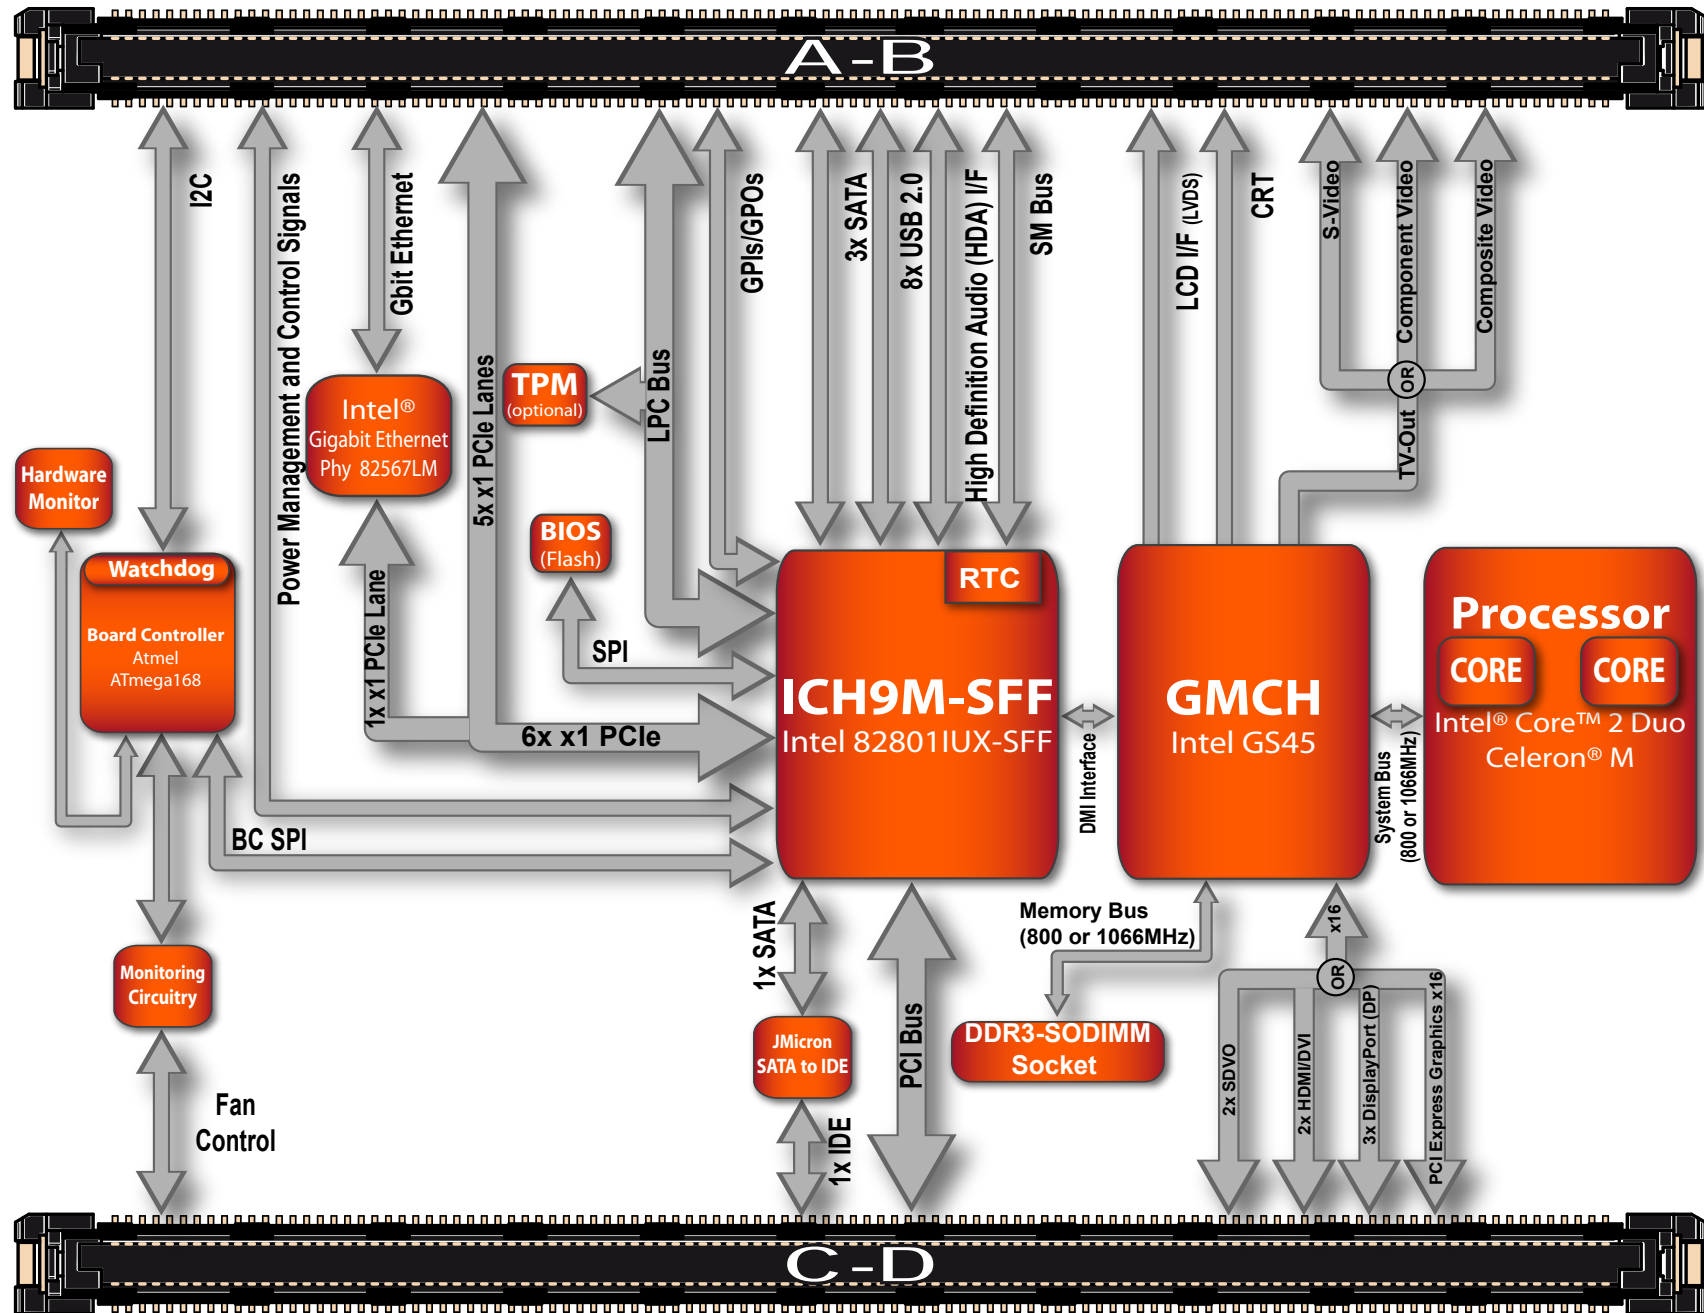 A-B
I2C
Power Management and Control Signals
Gbit Ethernet
5x x1 PCIe Lanes
LPC Bus
GPIs/GPOs
3x SATA
8x USB 2.0
High Definition Audio (HDA) I/F
SM Bus
LCD I/F (LVDS)
CRT
S-Video
Component Video
Composite Video
OR
TV-Out
TPM
(optional)
Intel®
Gigabit Ethernet
Phy 82567LM
Hardware
Monitor
BIOS
(Flash)
Watchdog
Board Controller
Atmel
ATmega168
1x x1 PCIe Lane
SPI
6x x1 PCIe
BC SPI
RTC
ICH9M-SFF
Intel 82801IUX-SFF
DMI Interface
GMCH
Intel GS45
System Bus
(800 or 1066MHz)
Processor
CORE
CORE
Intel® Core™ 2 Duo
Celeron® M
Monitoring
Circuitry
Fan
Control
1x SATA
JMicron
SATA to IDE
1x IDE
PCI Bus
Memory Bus
(800 or 1066MHz)
DDR3-SODIMM
Socket
x16
OR
2x SDVO
2x HDMI/DVI
3x DisplayPort (DP)
PCI Express Graphics x16
C-D